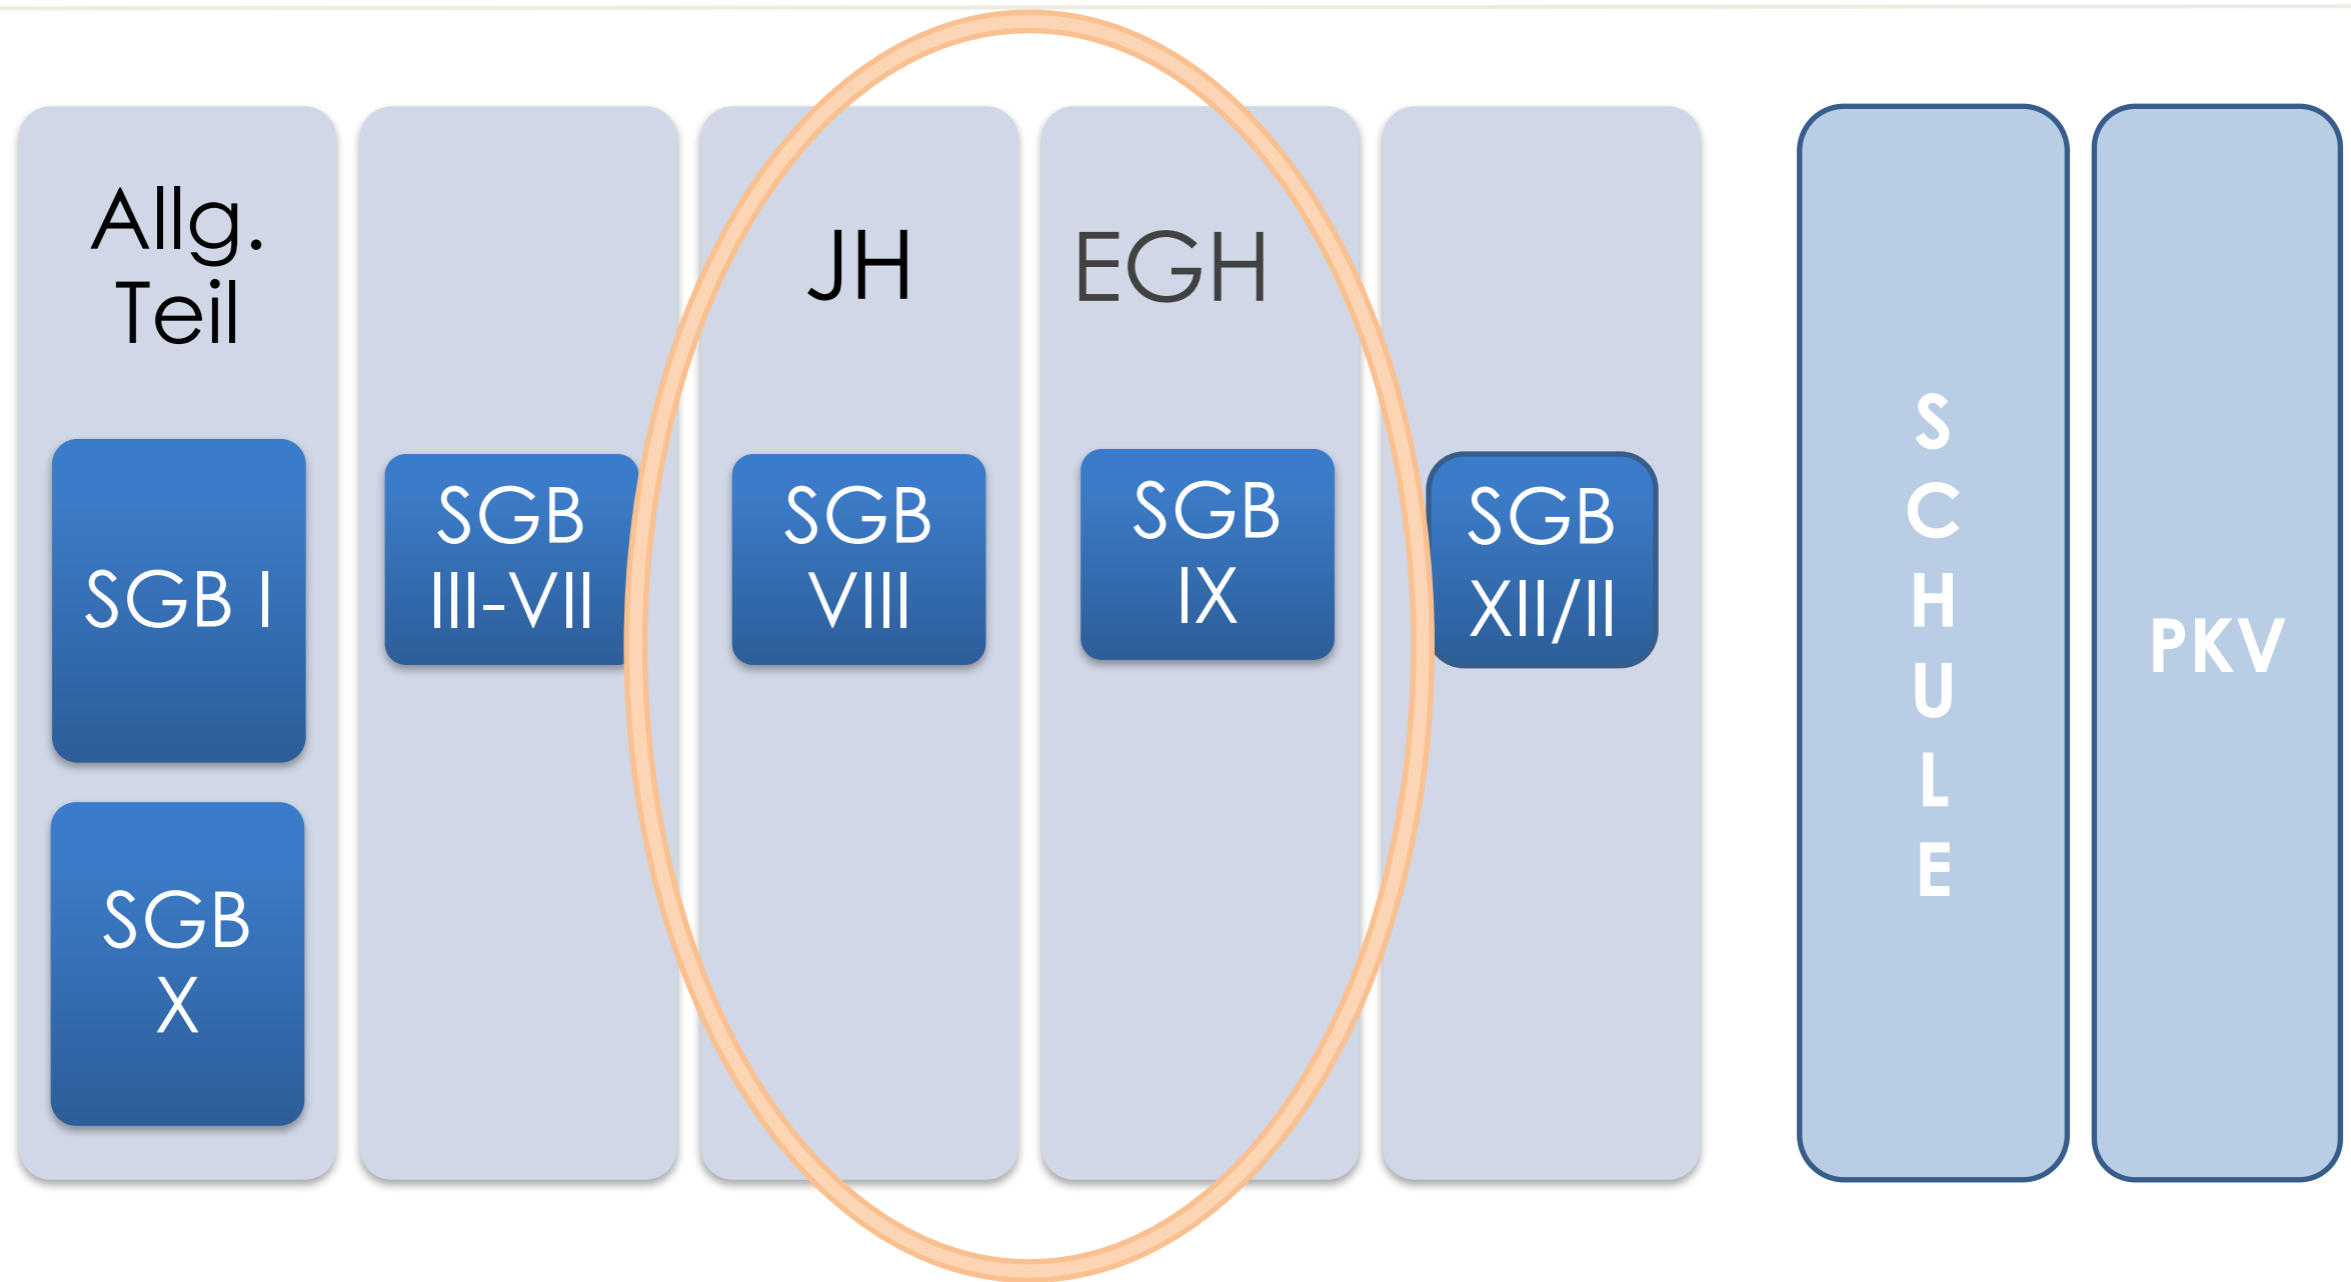 Allg.
Teil
SGB I
SGB
X
SGB
III-VII
JH
SGB
VIII
EGH
SGB
IX
SGB
XII/II
S
C
H
U
L
E
PKV